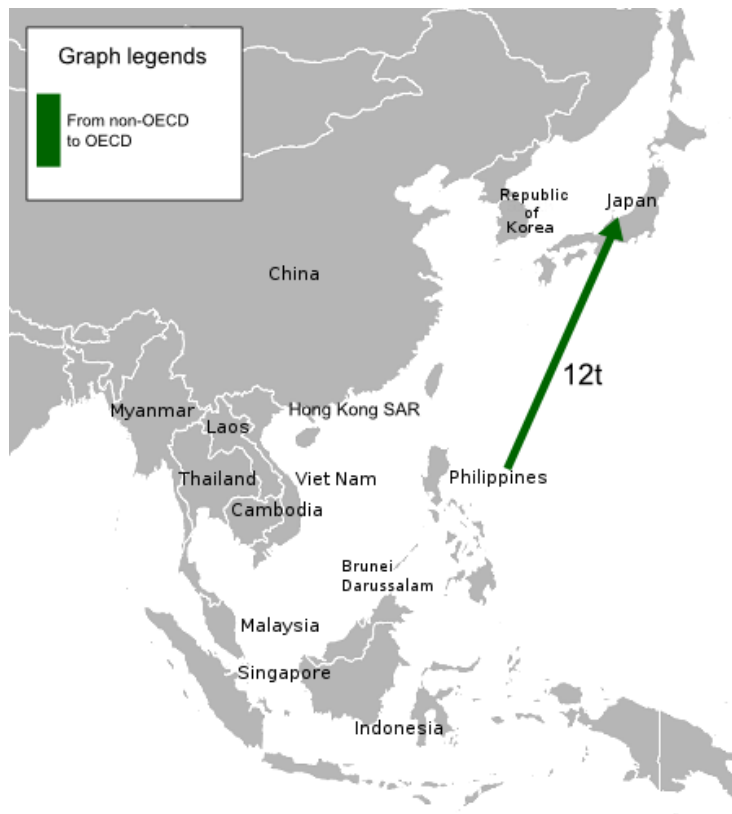 Graph legends
From non-OECD
to OECD
Republic
of
Korea
Japan
China
12t
Myanmar
Hong Kong SAR
Laos
Thailand
Viet Nam
Philippines
Cambodia
Brunei
Darussalam
Malaysia
Singapore
Indonesia